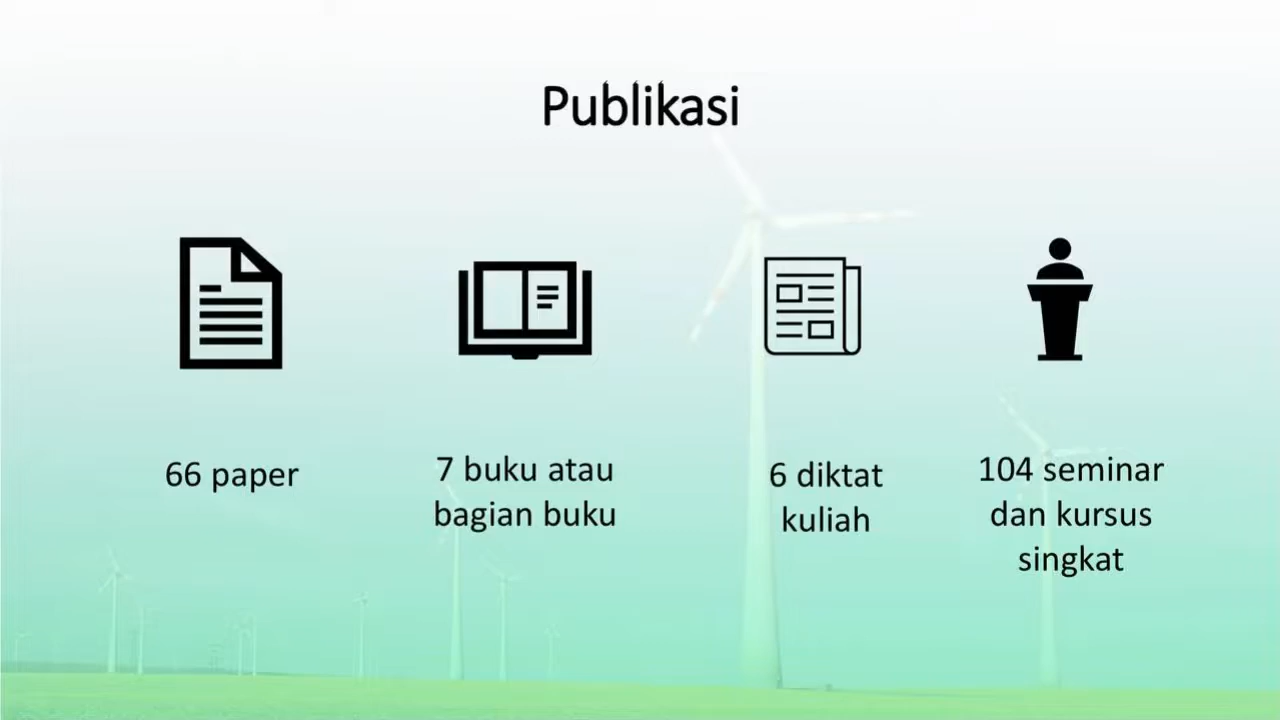 Publikasi
66 paper
7 buku atau
bagian buku
6 diktat
kuliah
104 seminar
dan kursus
singkat